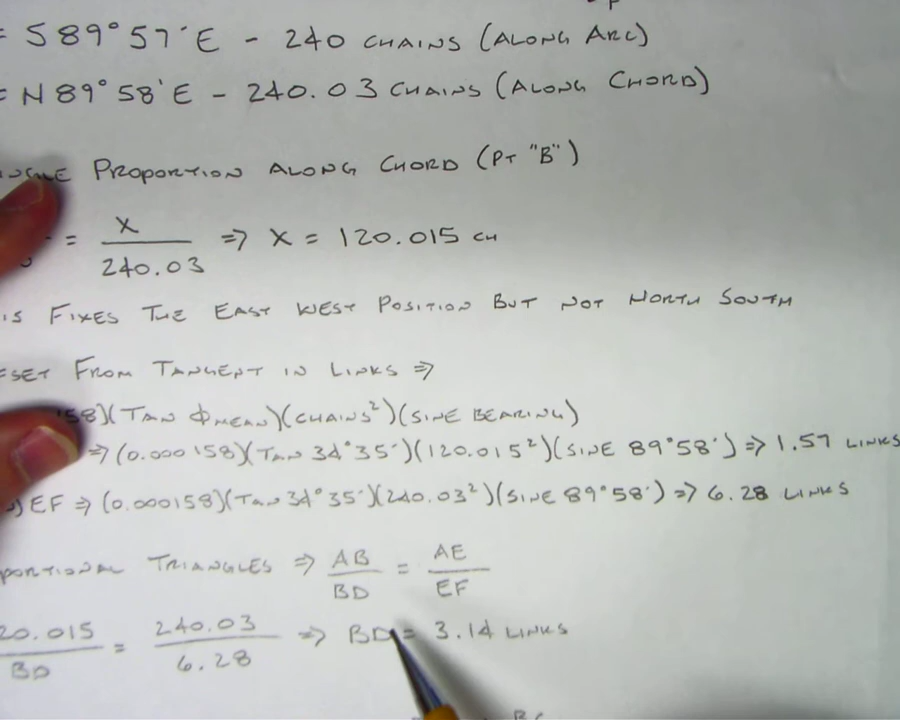 = S 89° 57' E - 240 CHAINS (ALONG ARC)
= N 89° 58' E - 240.03 CHAINS (ALONG CHORD)
PROPORTION ALONG CHORD (PT "B")
= X / 240.03 ⇒ X = 120.015 CH
IS FIXES THE EAST WEST POSITION BUT NOT NORTH SOUTH
SET FROM TANGENT IN LINKS ⇒
158)(TAN ΦMEAN)(CHAINS²)(SINE BEARING)
⇒ (0.000158)(TAN 34° 35')(120.015²)(SINE 89° 58') ⇒ 1.57 LINKS
) EF ⇒ (0.000158)(TAN 34° 35')(240.03²)(SINE 89° 58') ⇒ 6.28 LINKS
PORTIONAL TRIANGLES ⇒ AB / BD = AE / EF
20.015 / BD = 240.03 / 6.28 ⇒ BD = 3.14 LINKS